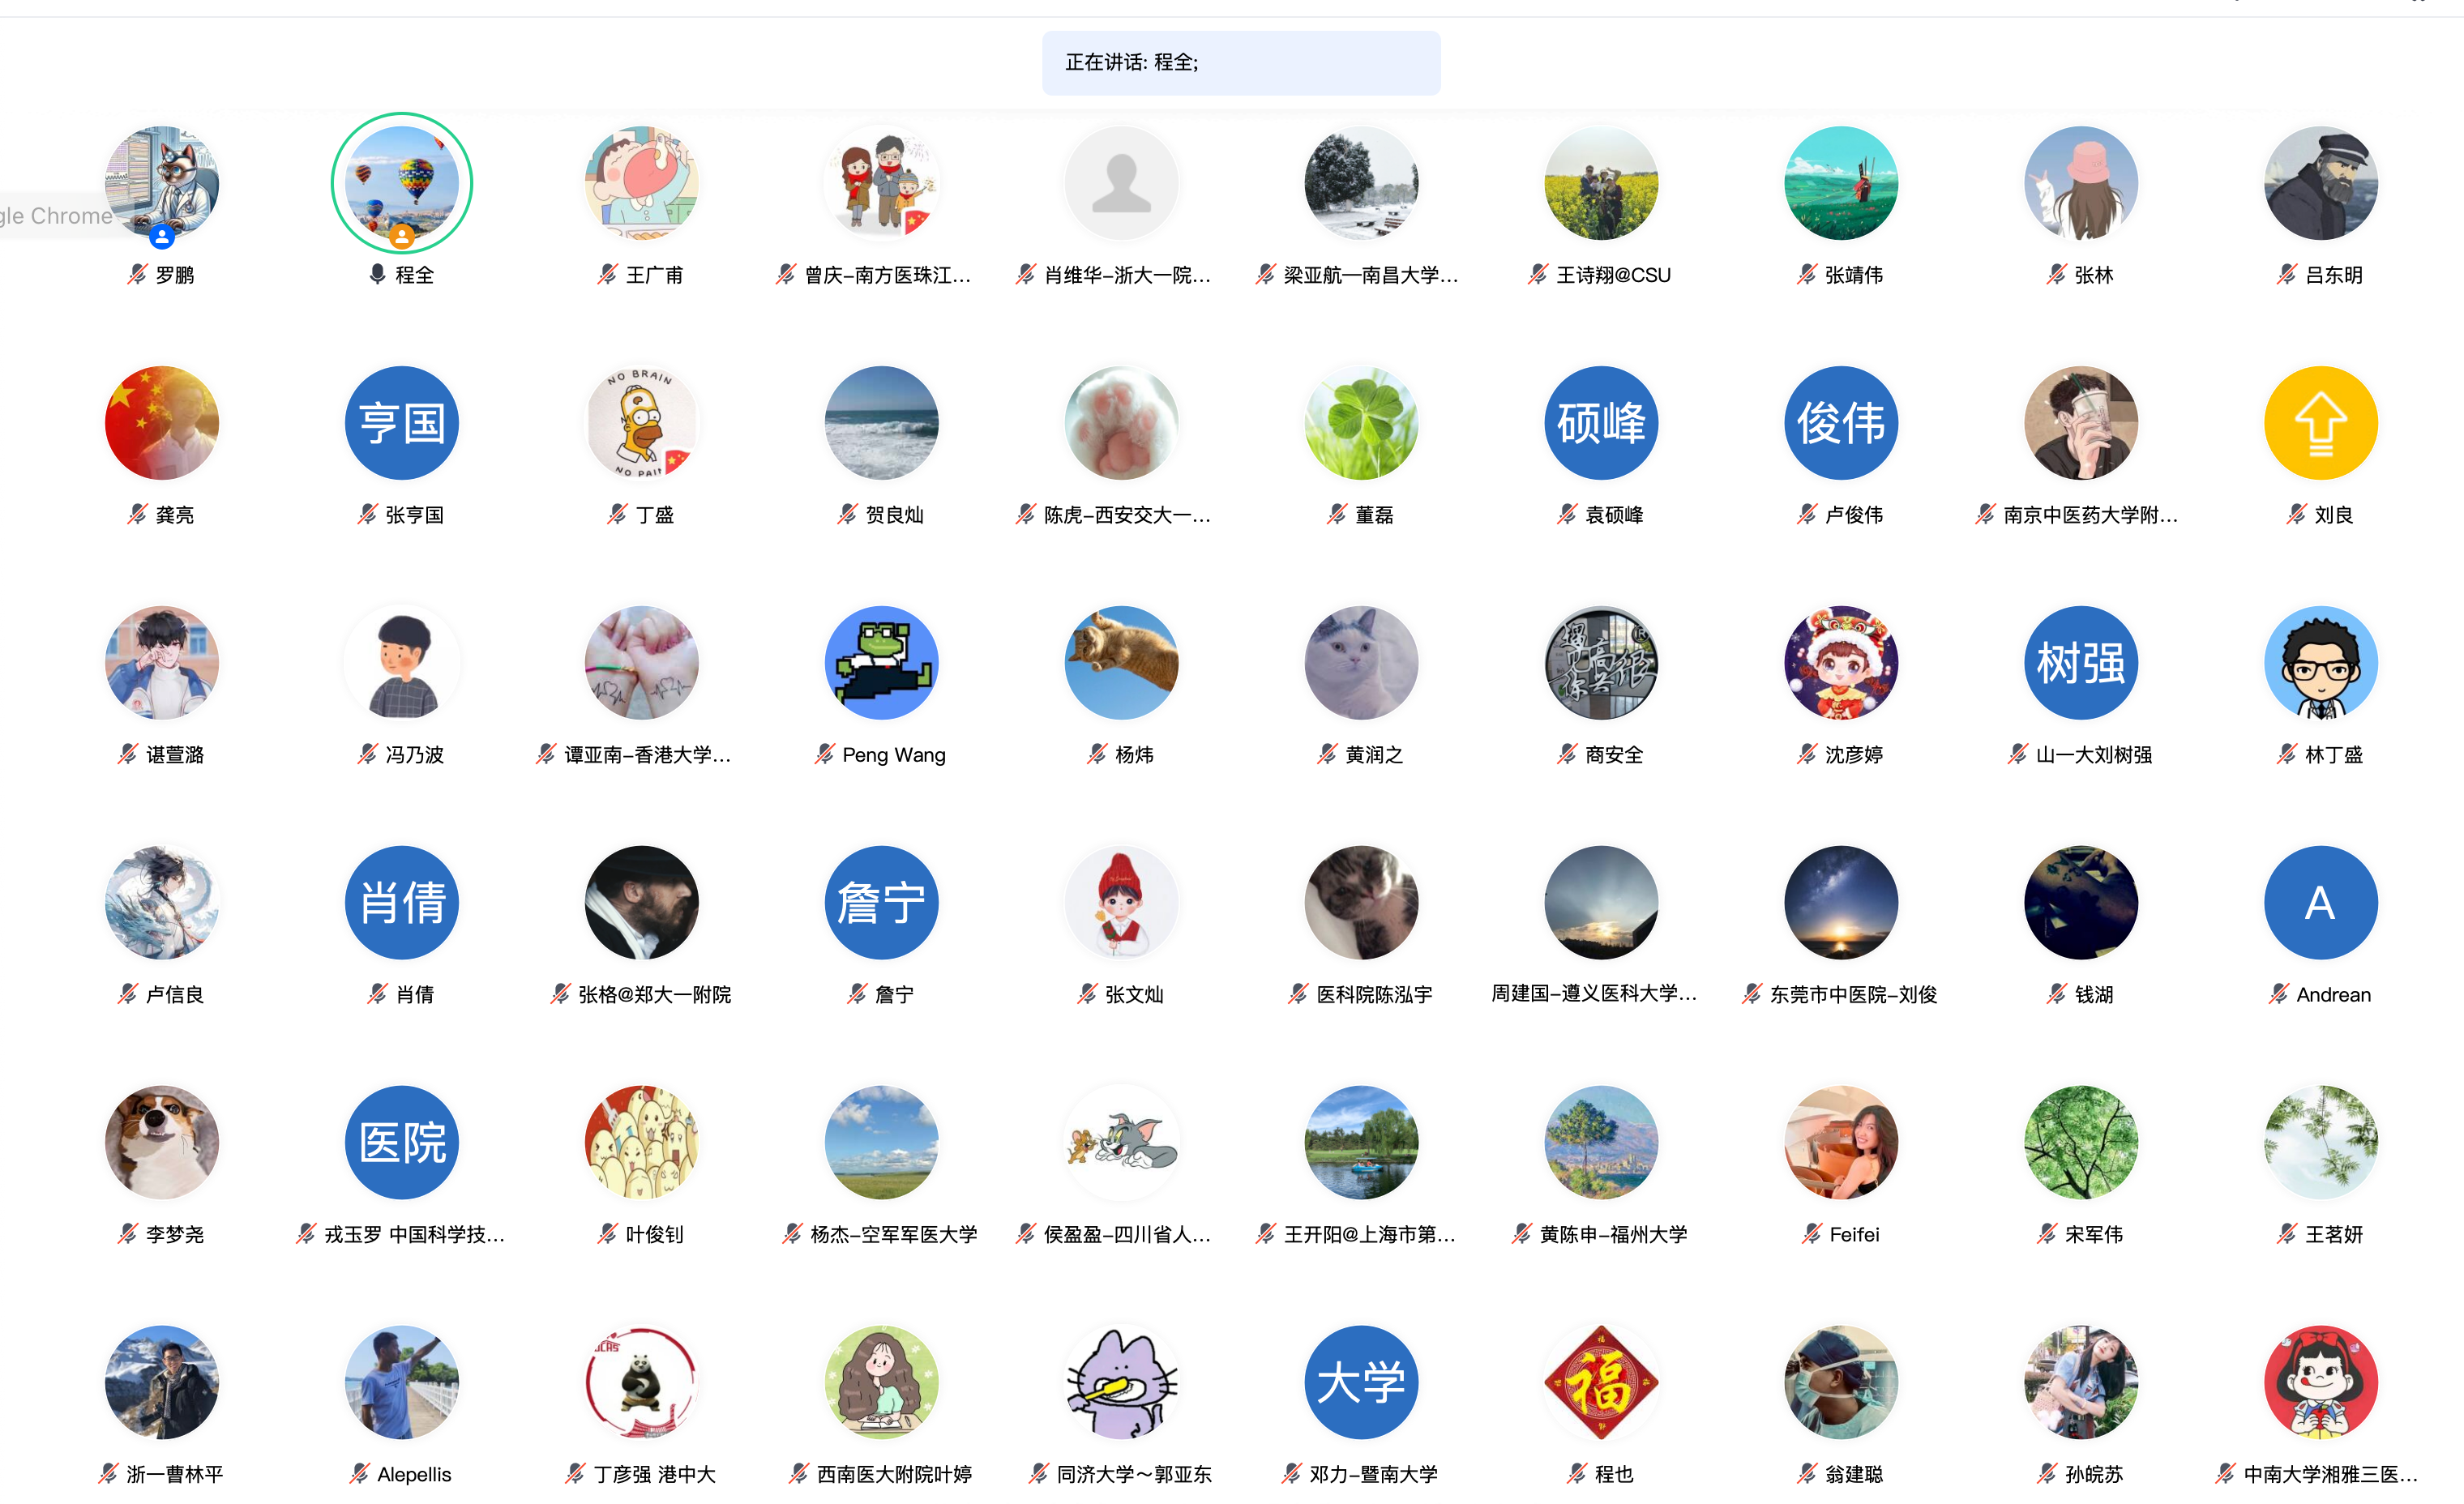 正在讲话: 程全;
gle Chrome
罗鹏
程全
王广甫
曾庆-南方医珠江...
肖维华-浙大一院...
梁亚航一南昌大学...
王诗翔@CSU
张靖伟
张林
吕东明
亨国
NO BRAIN
NO PAIN
硕峰
俊伟
龚亮
张亨国
丁盛
贺良灿
陈虎-西安交大一...
董磊
袁硕峰
卢俊伟
南京中医药大学附...
刘良
遇见你很高兴
树强
谌萱潞
冯乃波
谭亚南-香港大学...
Peng Wang
杨炜
黄润之
商安全
沈彦婷
山一大刘树强
林丁盛
肖倩
詹宁
A
卢信良
肖倩
张格@郑大一附院
詹宁
张文灿
医科院陈泓宇
周建国-遵义医科大学...
东莞市中医院-刘俊
钱湖
Andrean
医院
李梦尧
戎玉罗 中国科学技...
叶俊钊
杨杰-空军军医大学
侯盈盈-四川省人...
王开阳@上海市第...
黄陈申-福州大学
Feifei
宋军伟
王茗妍
大学
福
浙一曹林平
Alepellis
丁彦强 港中大
西南医大附院叶婷
同济大学～郭亚东
邓力-暨南大学
程也
翁建聪
孙皖苏
中南大学湘雅三医...